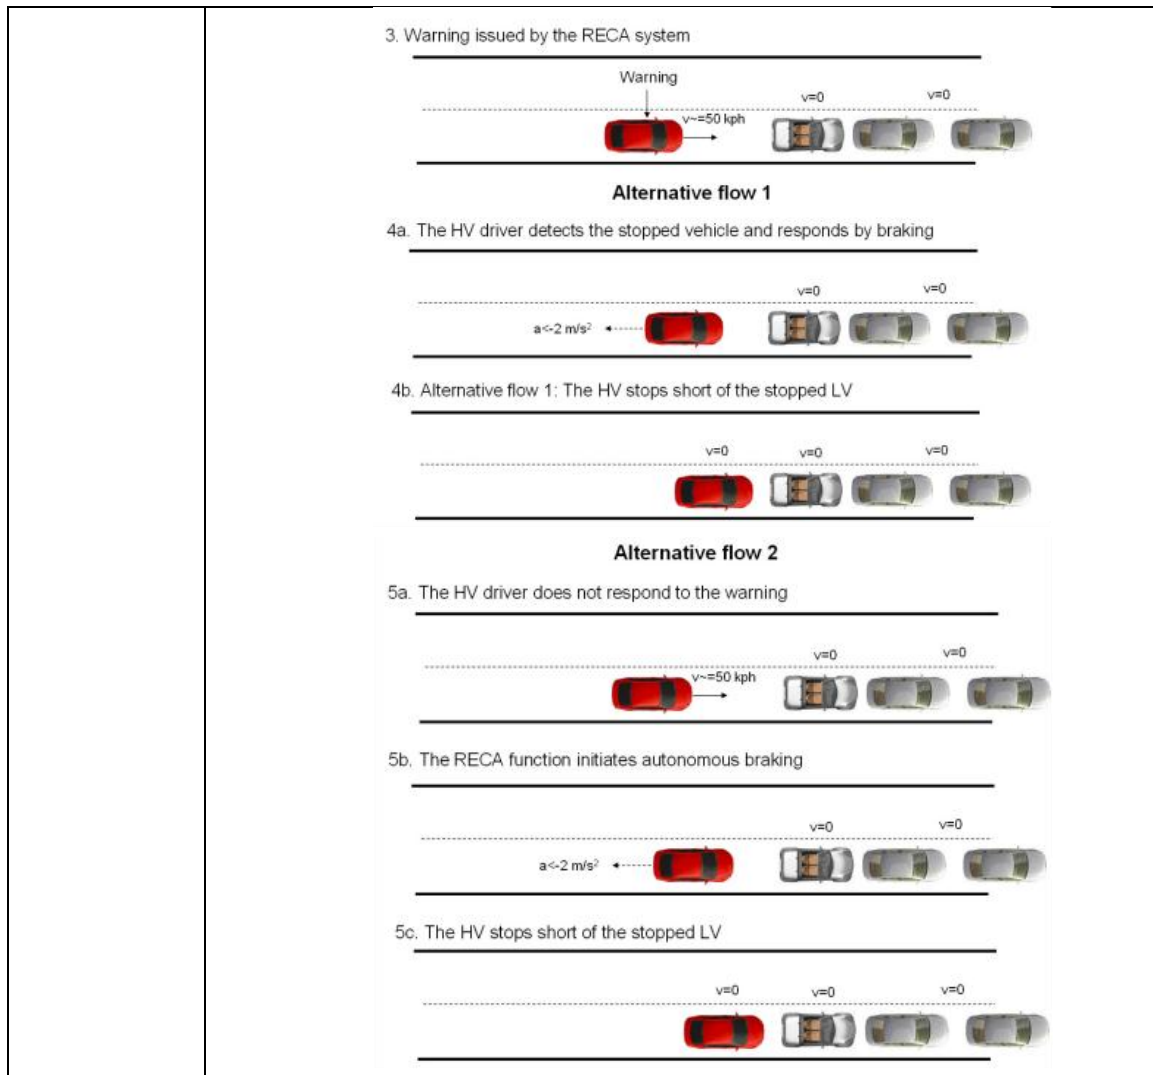 3. Warning issued by the RECA system
Warning
v=0
v=0
v~=50 kph
Alternative flow 1
4a. The HV driver detects the stopped vehicle and responds by braking
v=0
v=0
a<-2 m/s²
4b. Alternative flow 1: The HV stops short of the stopped LV
v=0
v=0
v=0
Alternative flow 2
5a. The HV driver does not respond to the warning
v=0
v=0
v~=50 kph
5b. The RECA function initiates autonomous braking
v=0
v=0
a<-2 m/s²
5c. The HV stops short of the stopped LV
v=0
v=0
v=0